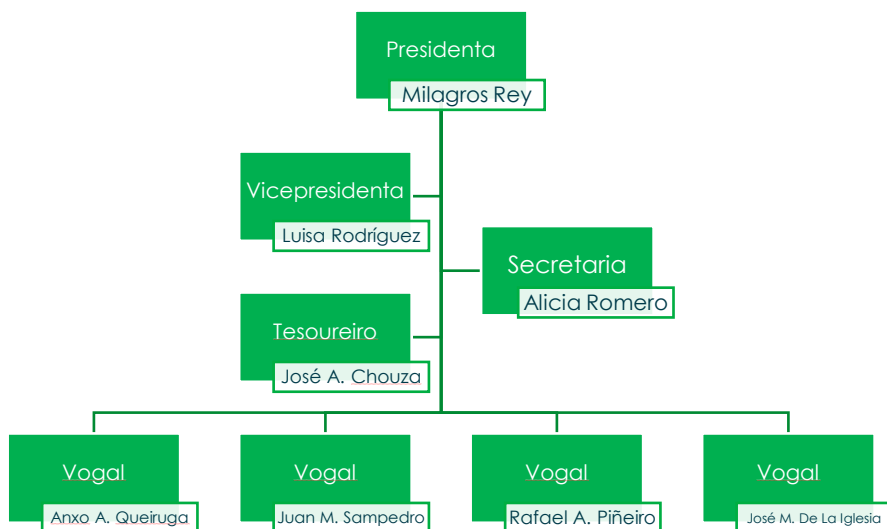 Presidenta
Milagros Rey
Vicepresidenta
Luisa Rodríguez
Secretaria
Alicia Romero
Tesoureiro
José A. Chouza
Vogal
Anxo A. Queiruga
Vogal
Juan M. Sampedro
Vogal
Rafael A. Piñeiro
Vogal
José M. De La Iglesia